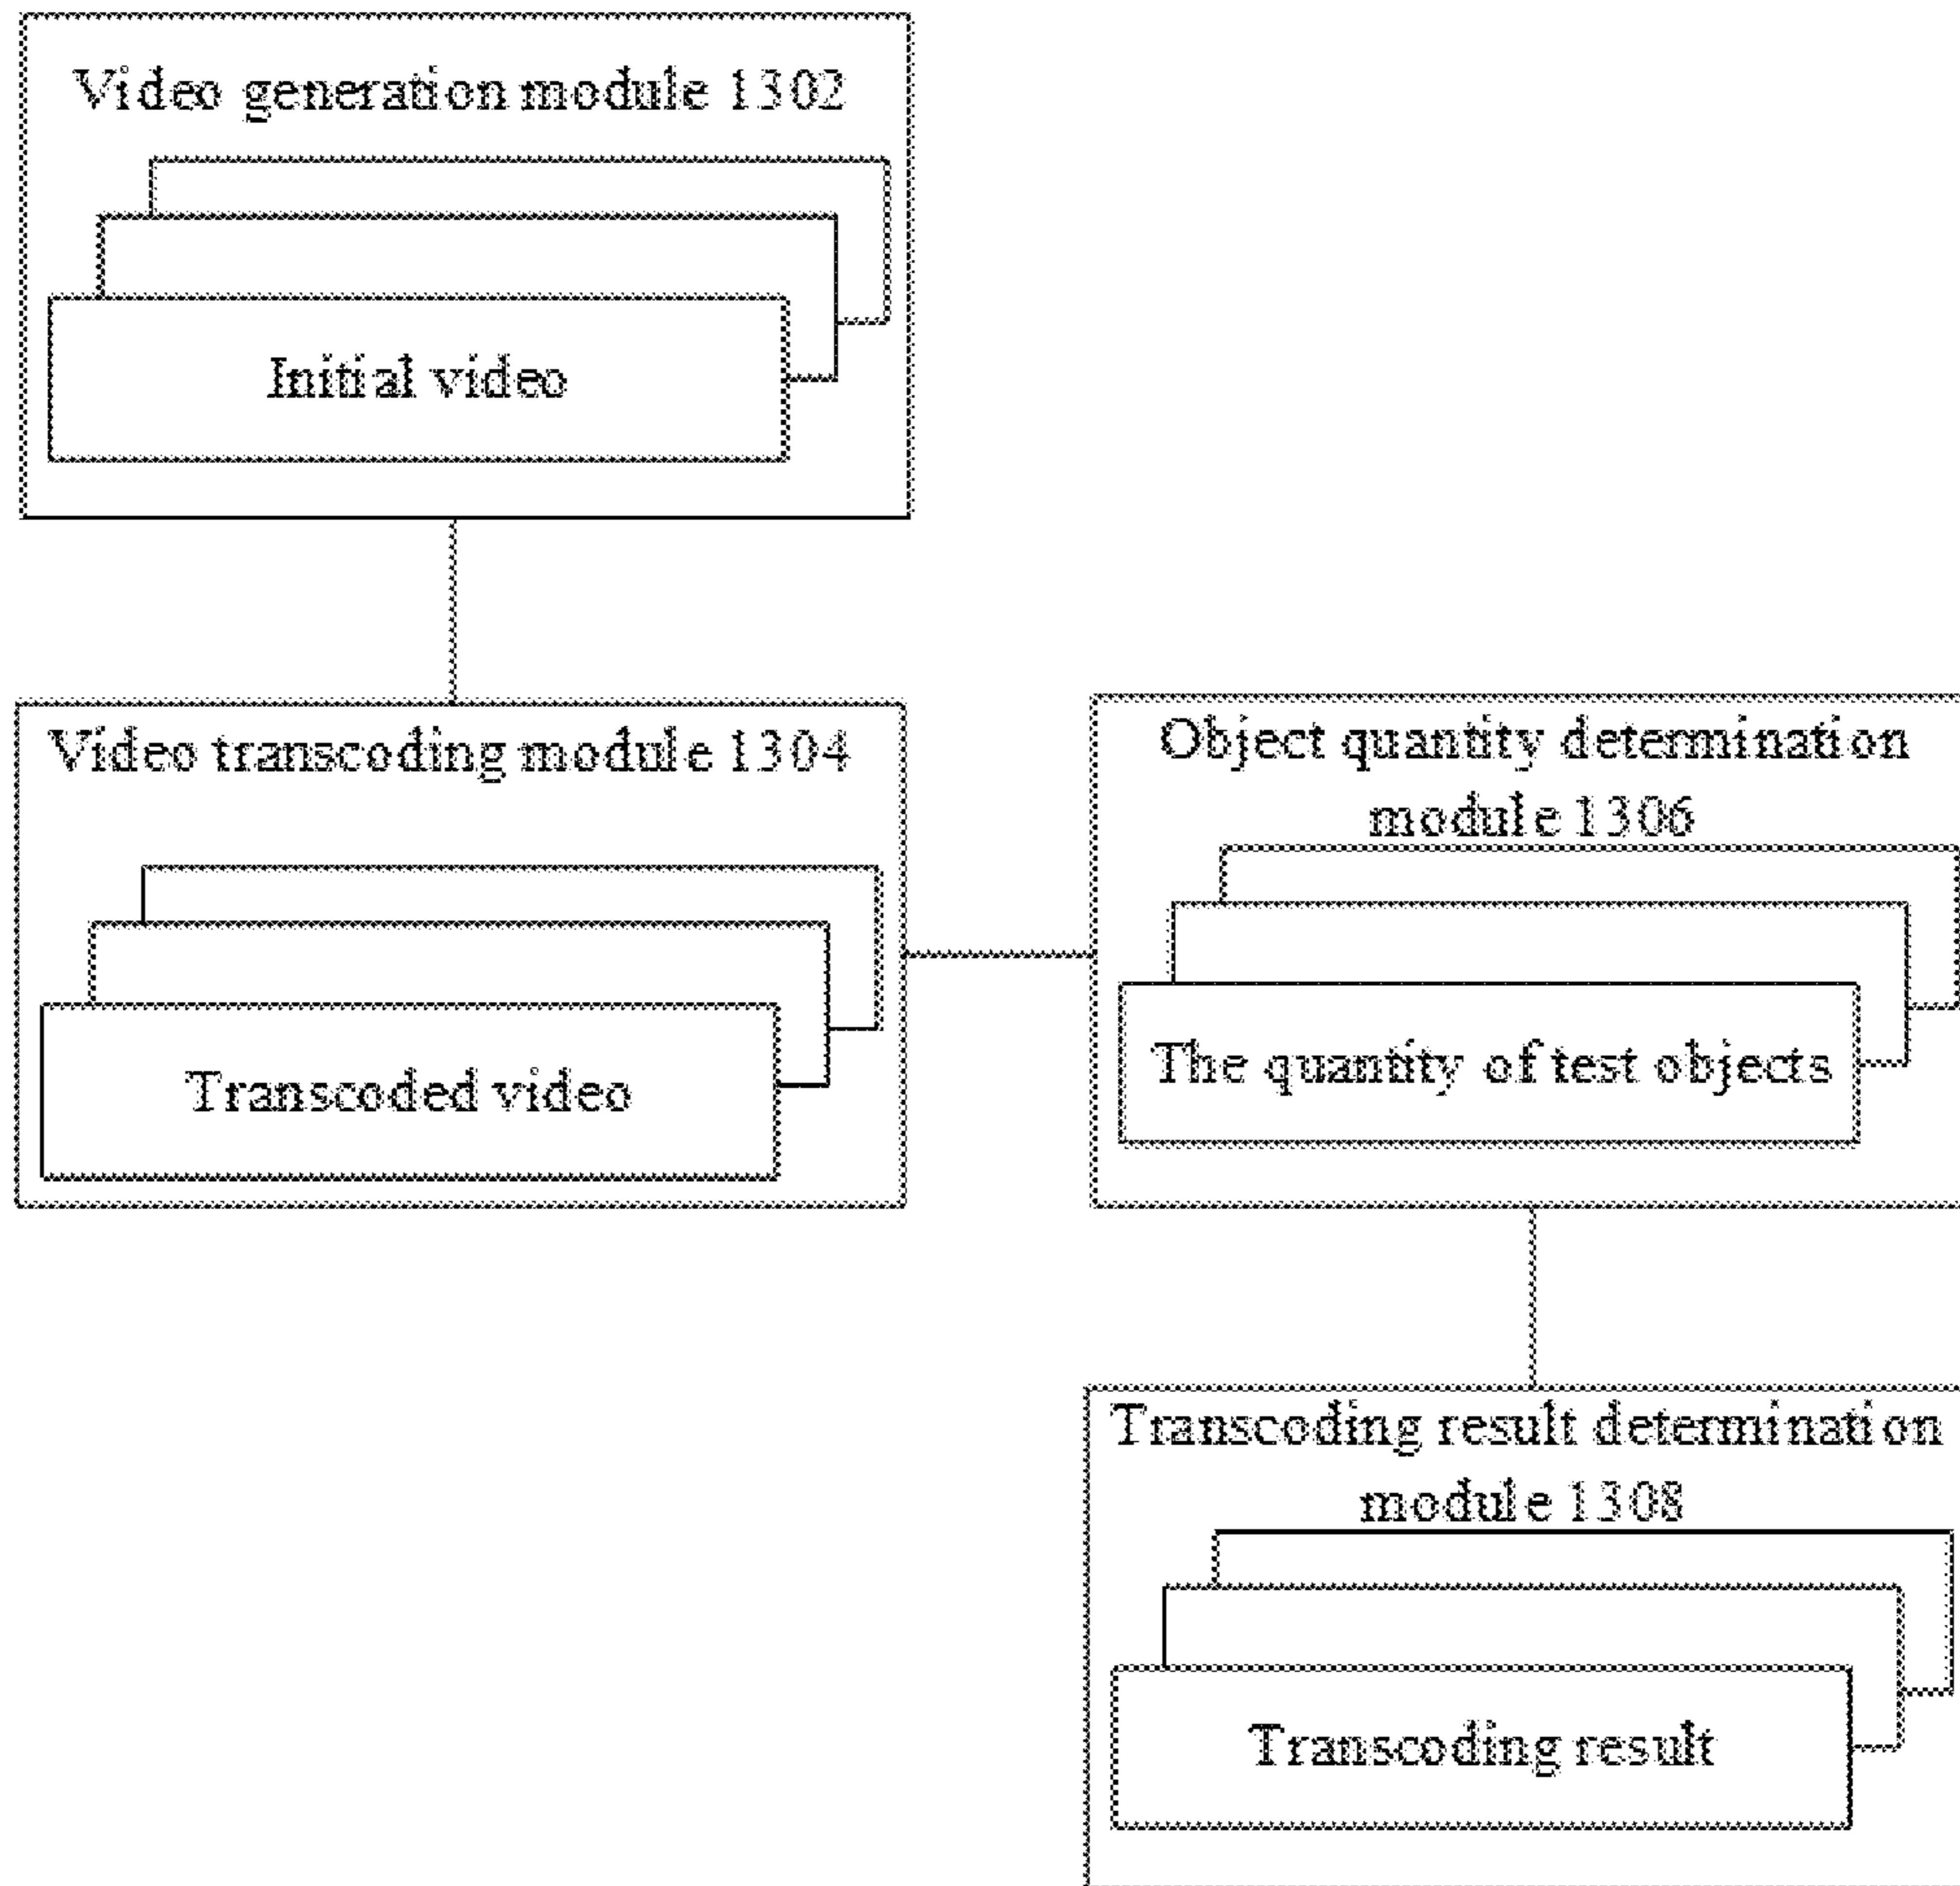 Video generation module 1302
Initial video
Video transcoding module 1304
Transcoded video
Object quantity determination
module 1306
The quantity of test objects
Transcoding result determination
module 1308
Transcoding result